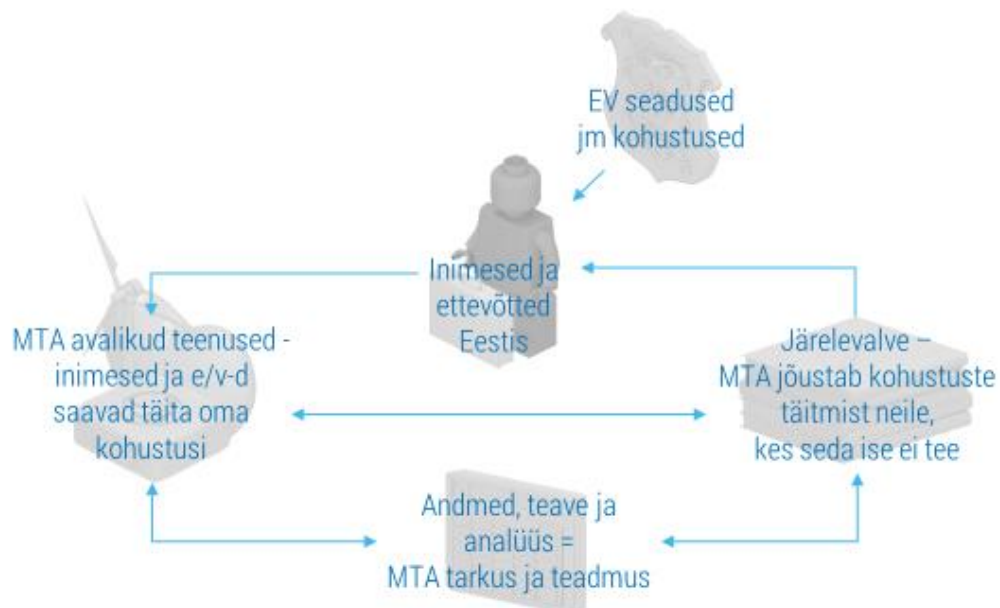 EV seadused
jm kohustused
Inimesed ja
ettevõtted
Eestis
MTA avalikud teenused -
inimesed ja e/v-d
saavad täita oma
kohustusi
Järelevalve –
MTA jõustab kohustuste
täitmist neile,
kes seda ise ei tee
Andmed, teave ja
analüüs =
MTA tarkus ja teadmus